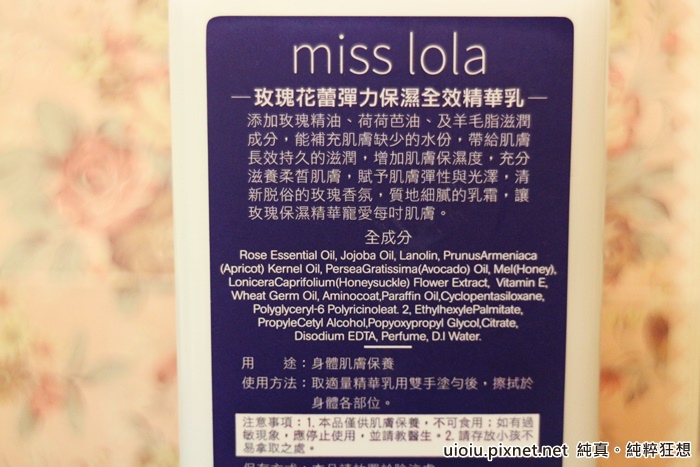 miss lola
玫瑰花蕾彈力保濕全效精華乳
添加玫瑰精油、荷荷芭油、及羊毛脂滋潤
成分，能補充肌膚缺少的水份，帶給肌膚
長效持久的滋潤，增加肌膚保濕度，充分
滋養柔皙肌膚，賦予肌膚彈性與光澤，清
新脫俗的玫瑰香氛，質地細膩的乳霜，讓
玫瑰保濕精華寵愛每吋肌膚。
全成分
Rose Essential Oil, Jojoba Oil, Lanolin, PrunusArmeniaca
(Apricot) Kernel Oil, PerseaGratissima(Avocado) Oil, Mel(Honey),
LoniceraCaprifolium(Honeysuckle) Flower Extract, Vitamin E,
Wheat Germ Oil, Aminocoat,Paraffin Oil,Cyclopentasiloxane,
Polyglyceryl-6 Polyricinoleat. 2, EthylhexylePalmitate,
PropyleCetyl Alcohol,Popyoxypropyl Glycol,Citrate,
Disodium EDTA, Perfume, D.I Water.
用 途：身體肌膚保養
使用方法：取適量精華乳用雙手塗勻後，擦拭於
身體各部位。
注意事項：1. 本品僅供肌膚保養，不可食用；如有過
敏現象，應停止使用，並請教醫生。2. 請存放小孩不
易拿取之處。
uioiu.pixnet.net 純真。純粹狂想